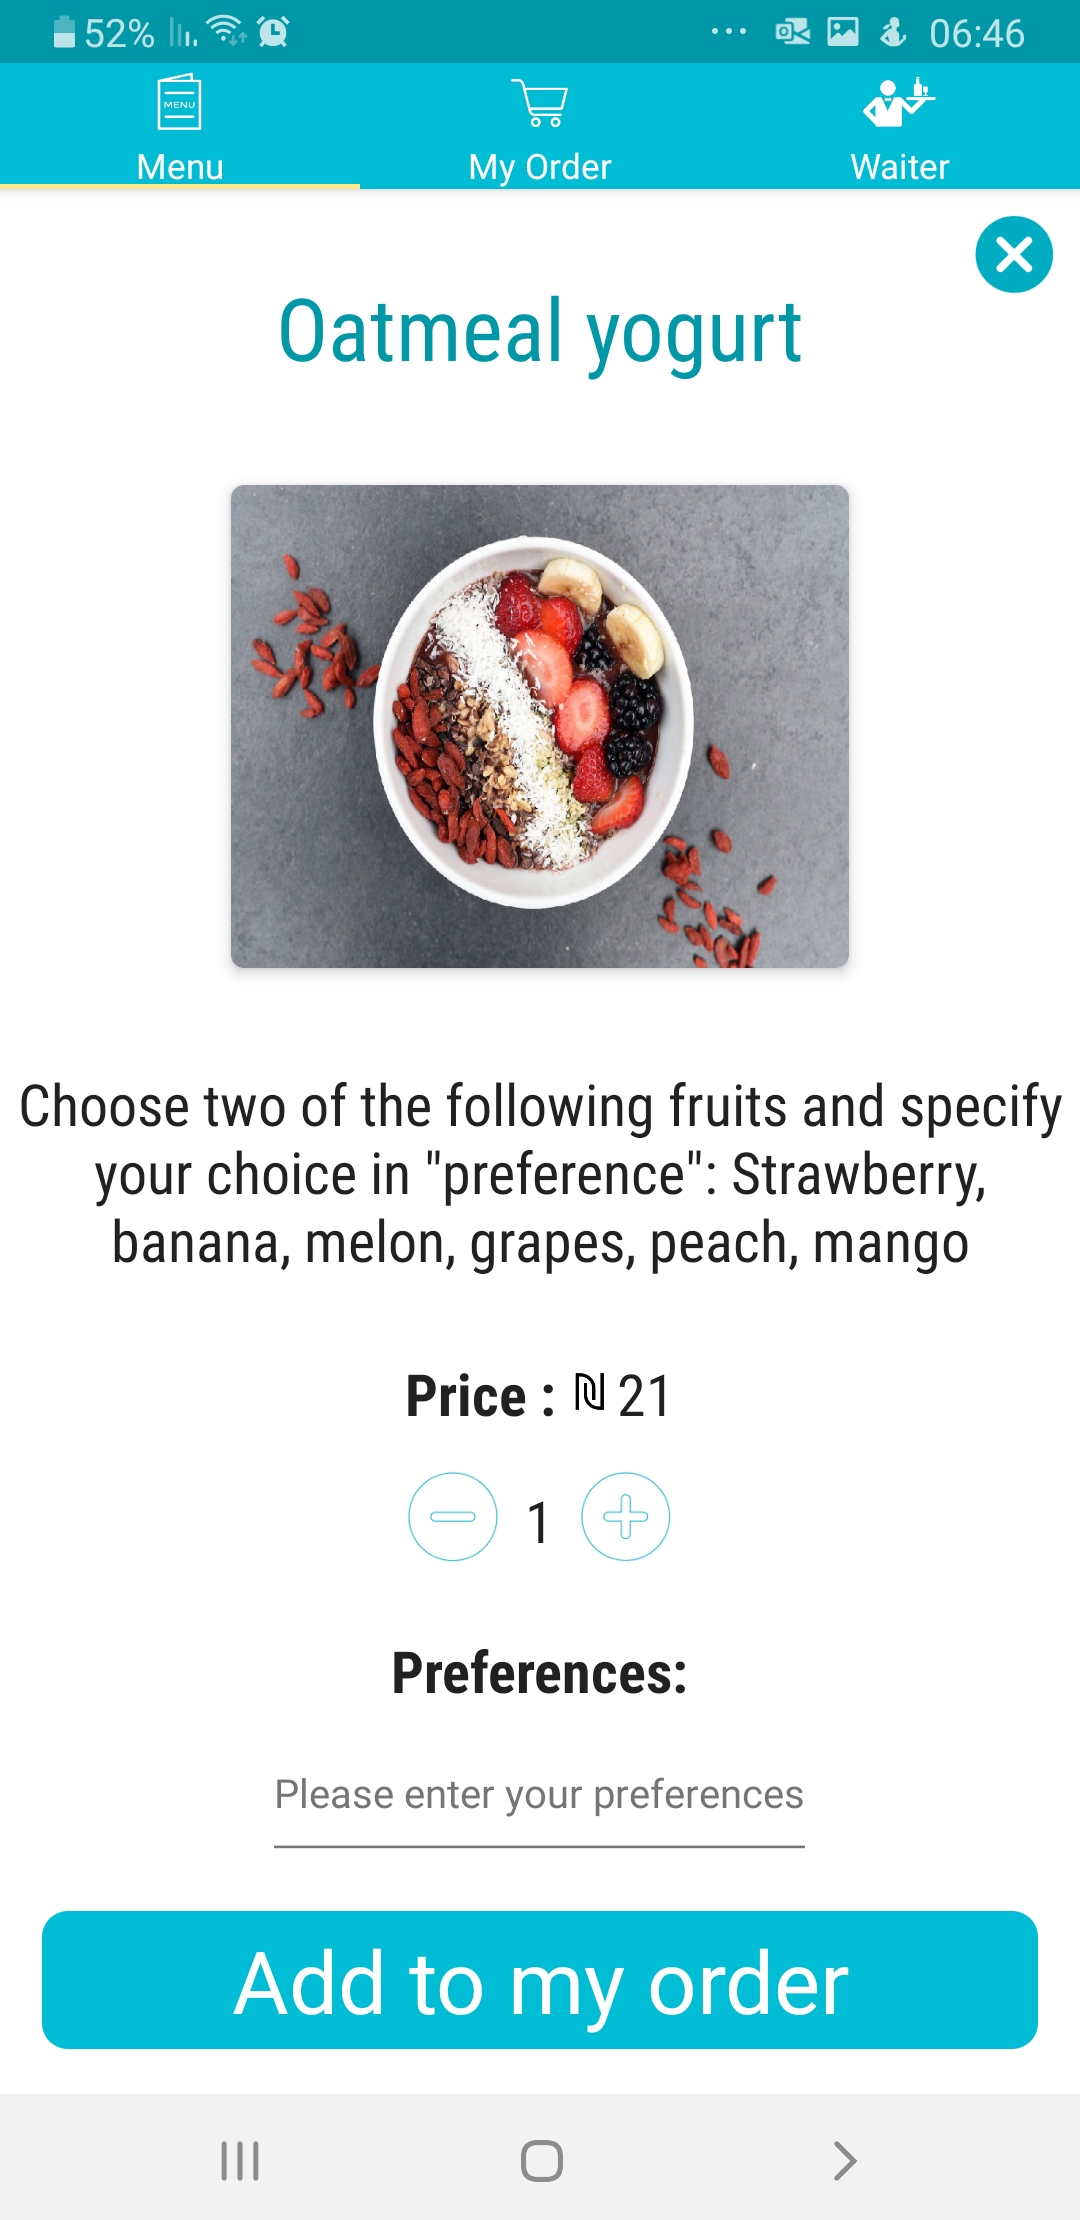 52%
... 06:46
MENU
Menu
My Order
Waiter
Oatmeal yogurt
Choose two of the following fruits and specify
your choice in "preference": Strawberry,
banana, melon, grapes, peach, mango
Price : ₪ 21
1
Preferences:
Please enter your preferences
Add to my order